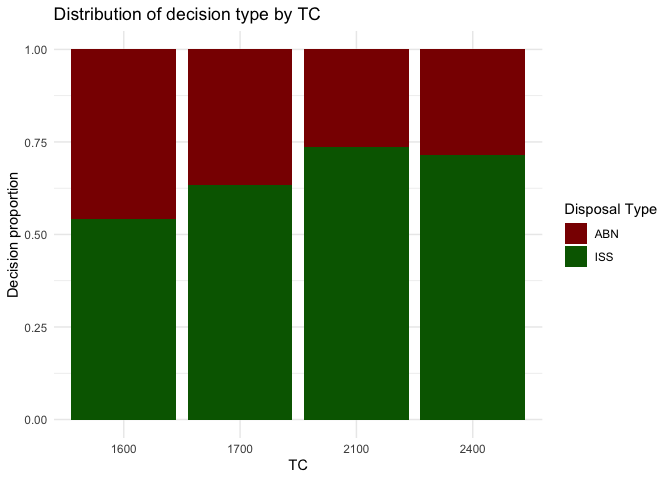 Distribution of decision type by TC
1.00
0.75
0.50
0.25
0.00
Decision proportion
1600 1700 2100 2400
TC
Disposal Type
ABN
ISS